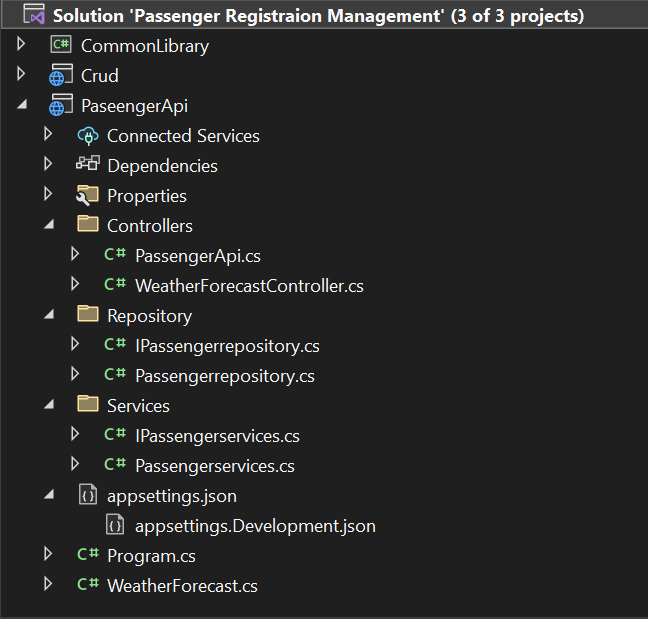 Solution 'Passenger Registraion Management' (3 of 3 projects)
C# CommonLibrary
Crud
PaseengerApi
Connected Services
Dependencies
Properties
Controllers
C# PassengerApi.cs
C# WeatherForecastController.cs
Repository
C# IPassengerrepository.cs
C# Passengerrepository.cs
Services
C# IPassengerservices.cs
C# Passengerservices.cs
appsettings.json
appsettings.Development.json
C# Program.cs
C# WeatherForecast.cs